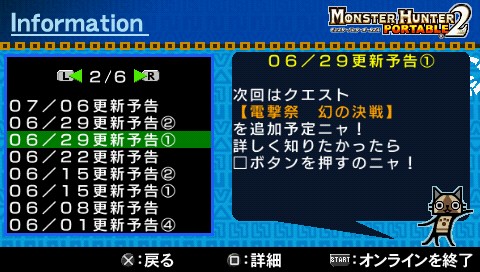 Information
MONSTER HUNTER
PORTABLE 2
L 2/6 R
07/06更新予告
06/29更新予告②
06/29更新予告①
06/22更新予告
06/15更新予告②
06/15更新予告①
06/08更新予告
06/01更新予告④
06/29更新予告①
次回はクエスト
【電撃祭 幻の決戦】
を追加予定ニャ！
詳しく知りたかったら
□ボタンを押すのニャ！
×:戻る
□:詳細
START:オンラインを終了